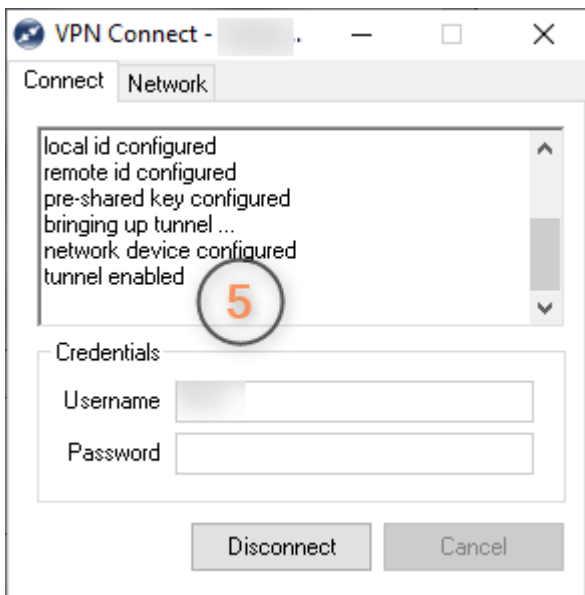 VPN Connect - ..
Connect Network
local id configured
remote id configured
pre-shared key configured
bringing up tunnel ...
network device configured
tunnel enabled
5
Credentials
Username
Password
Disconnect Cancel